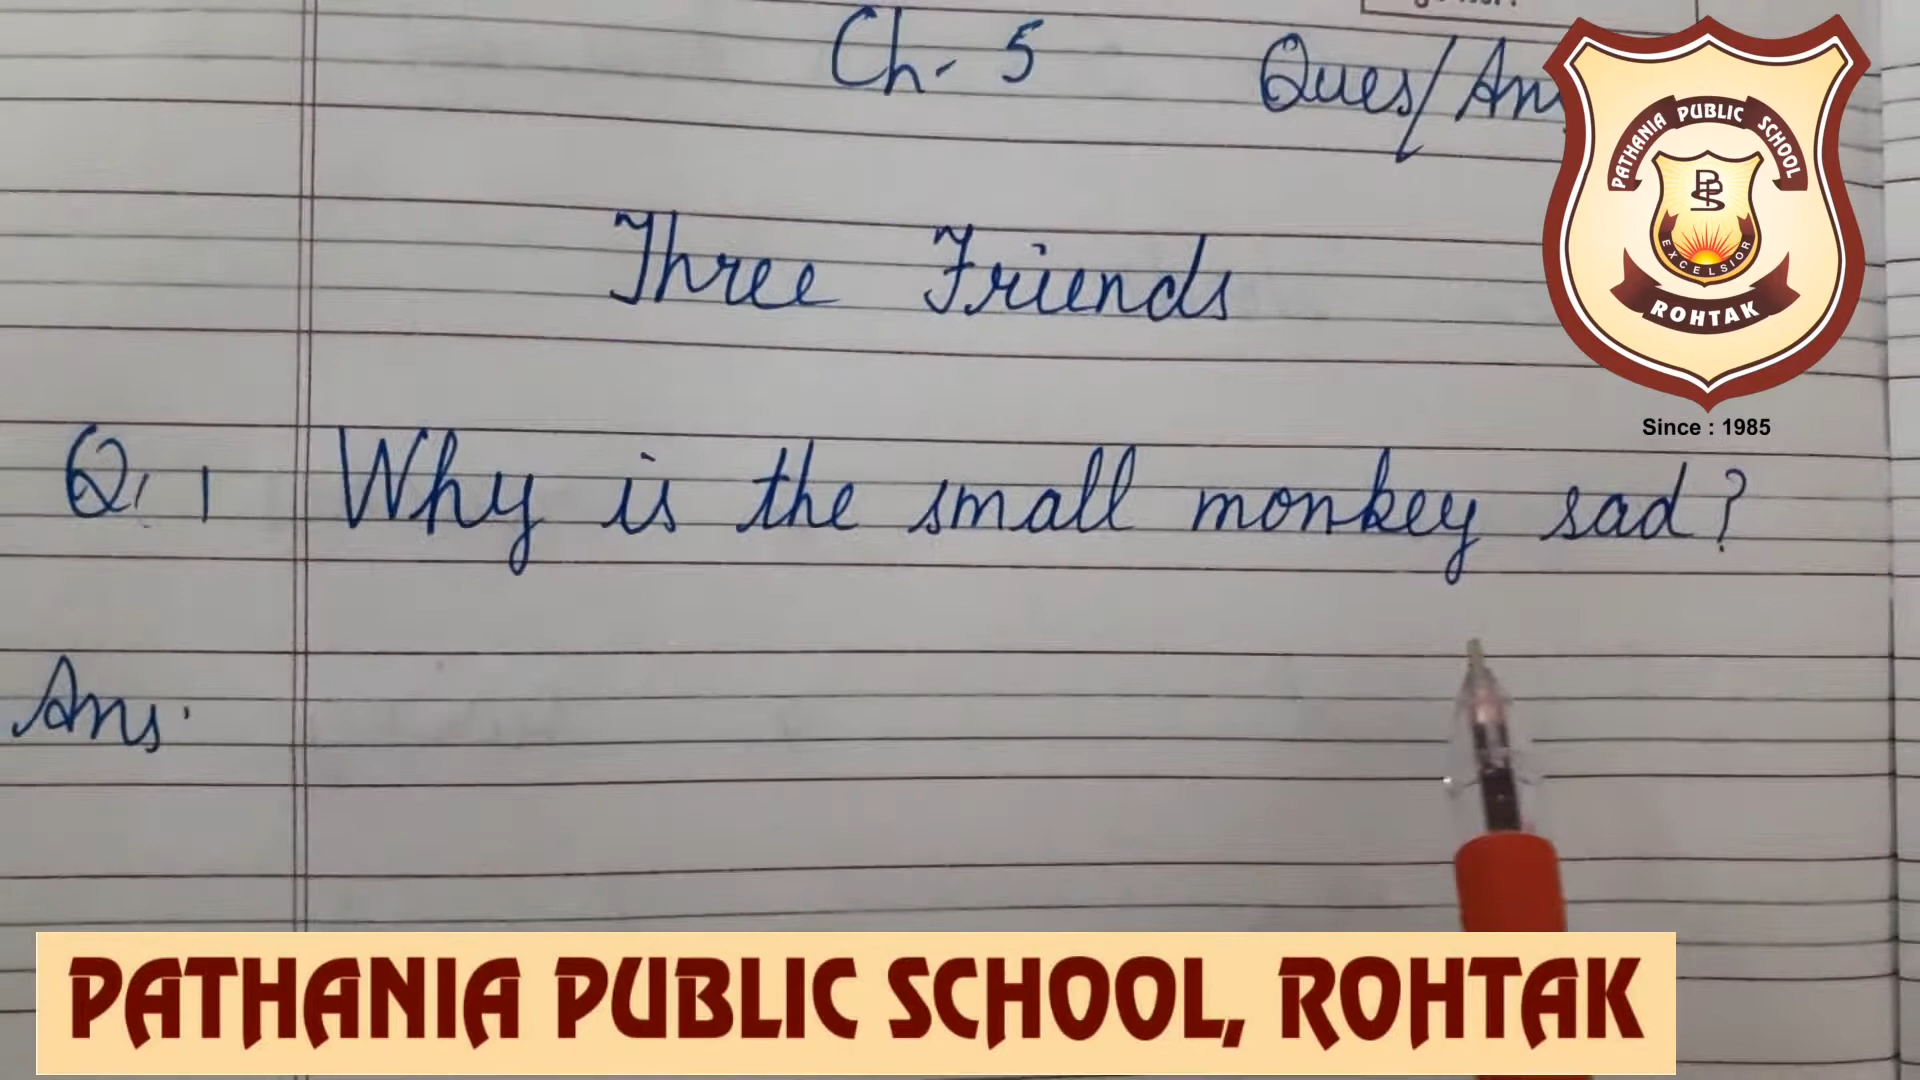 Ch. 5 Ques/Ans
PATHANIA PUBLIC SCHOOL
PPS
EXCELSIOR
ROHTAK
Since : 1985
Three Friends
Q. 1 Why is the small monkey sad?
Ans.
PATHANIA PUBLIC SCHOOL, ROHTAK